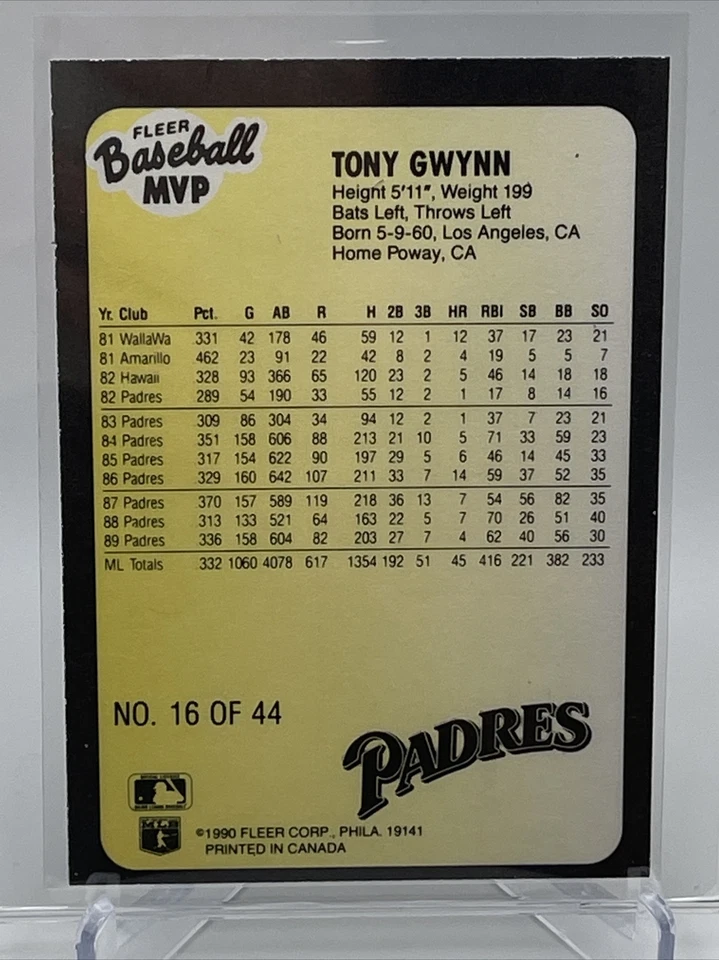 FLEER
Baseball
MVP
TONY GWYNN
Height 5'11", Weight 199
Bats Left, Throws Left
Born 5-9-60, Los Angeles, CA
Home Poway, CA
Yr. Club Pct. G AB R H 2B 3B HR RBI SB BB SO
81 WallaWa .331 42 178 46 59 12 1 12 37 17 23 21
81 Amarillo .462 23 91 22 42 8 2 4 19 5 5 7
82 Hawaii .328 93 366 65 120 23 2 5 46 14 18 18
82 Padres .289 54 190 33 55 12 2 1 17 8 14 16
83 Padres .309 86 304 34 94 12 2 1 37 7 23 21
84 Padres .351 158 606 88 213 21 10 5 71 33 59 23
85 Padres .317 154 622 90 197 29 5 6 46 14 45 33
86 Padres .329 160 642 107 211 33 7 14 59 37 52 35
87 Padres .370 157 589 119 218 36 13 7 54 56 82 35
88 Padres .313 133 521 64 163 22 5 7 70 26 51 40
89 Padres .336 158 604 82 203 27 7 4 62 40 56 30
ML Totals .332 1060 4078 617 1354 192 51 45 416 221 382 233
NO. 16 OF 44
PADRES
MLB
©1990 FLEER CORP., PHILA. 19141
PRINTED IN CANADA